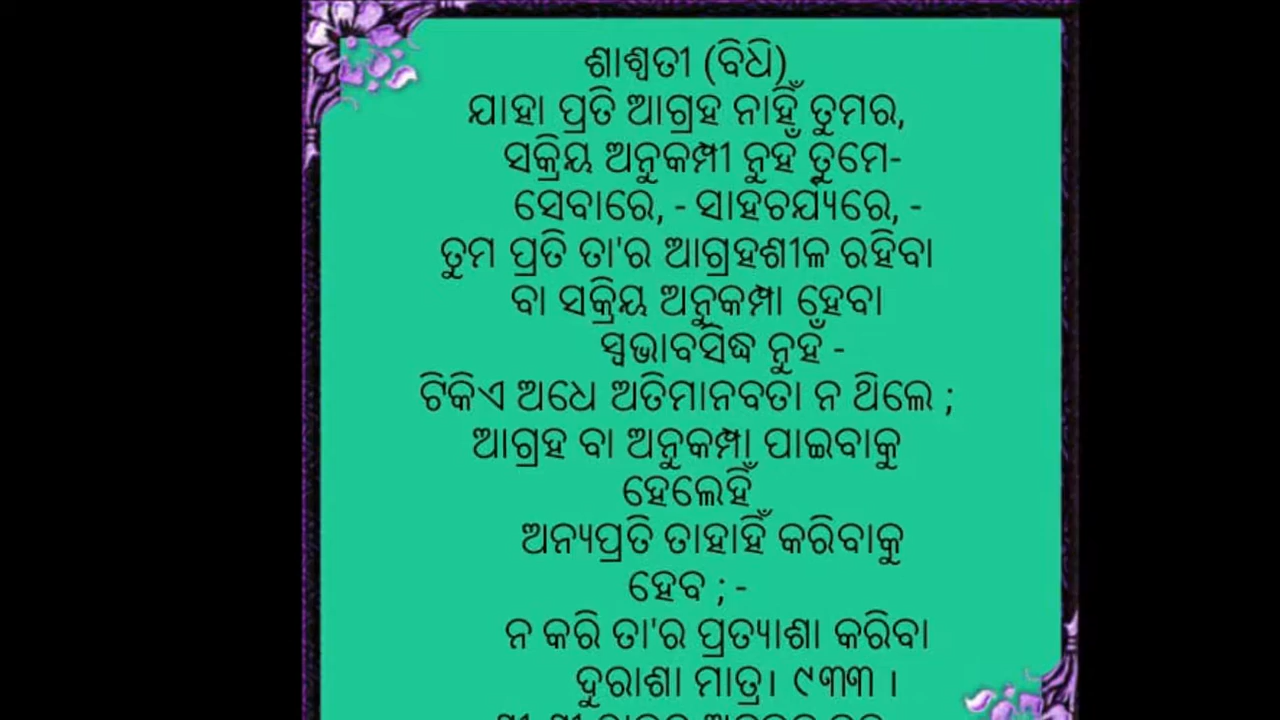 ଶାଶ୍ୱତୀ (ବିଧି)
ଯାହା ପ୍ରତି ଆଗ୍ରହ ନାହିଁ ତୁମର,
ସକ୍ରିୟ ଅନୁକମ୍ପୀ ନୁହଁ ତୁମେ-
ସେବାରେ, - ସାହଚର୍ଯ୍ୟରେ, -
ତୁମ ପ୍ରତି ତା'ର ଆଗ୍ରହଶୀଳ ରହିବା
ବା ସକ୍ରିୟ ଅନୁକମ୍ପା ହେବା
ସ୍ୱଭାବସିଦ୍ଧ ନୁହଁ -
ଟିକିଏ ଅଧେ ଅତିମାନବତା ନ ଥିଲେ ;
ଆଗ୍ରହ ବା ଅନୁକମ୍ପା ପାଇବାକୁ
ହେଲେହିଁ
ଅନ୍ୟପ୍ରତି ତାହାହିଁ କରିବାକୁ
ହେବ ; -
ନ କରି ତା'ର ପ୍ରତ୍ୟାଶା କରିବା
ଦୁରାଶା ମାତ୍ର। ୯୩୩ ।